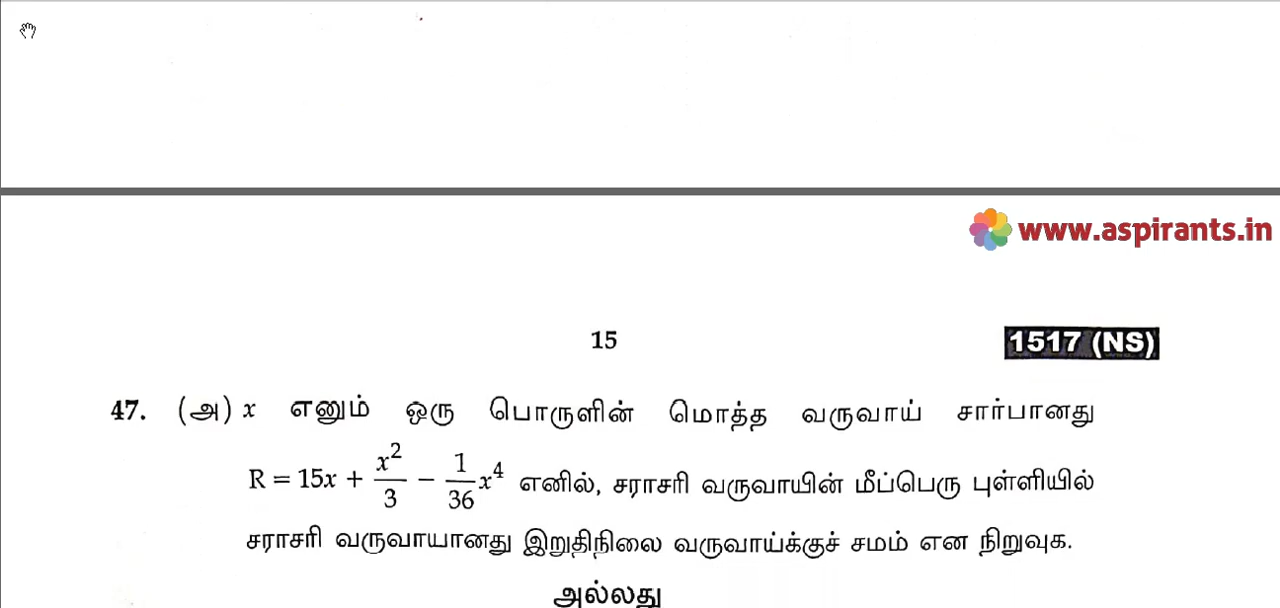 www.aspirants.in
15
1517 (NS)
47. (அ) x எனும் ஒரு பொருளின் மொத்த வருவாய் சார்பானது
R = 15x + x²/3 − 1/36 x⁴ எனில், சராசரி வருவாயின் மீப்பெரு புள்ளியில்
சராசரி வருவாயானது இறுதிநிலை வருவாய்க்குச் சமம் என நிறுவுக.
அல்லது